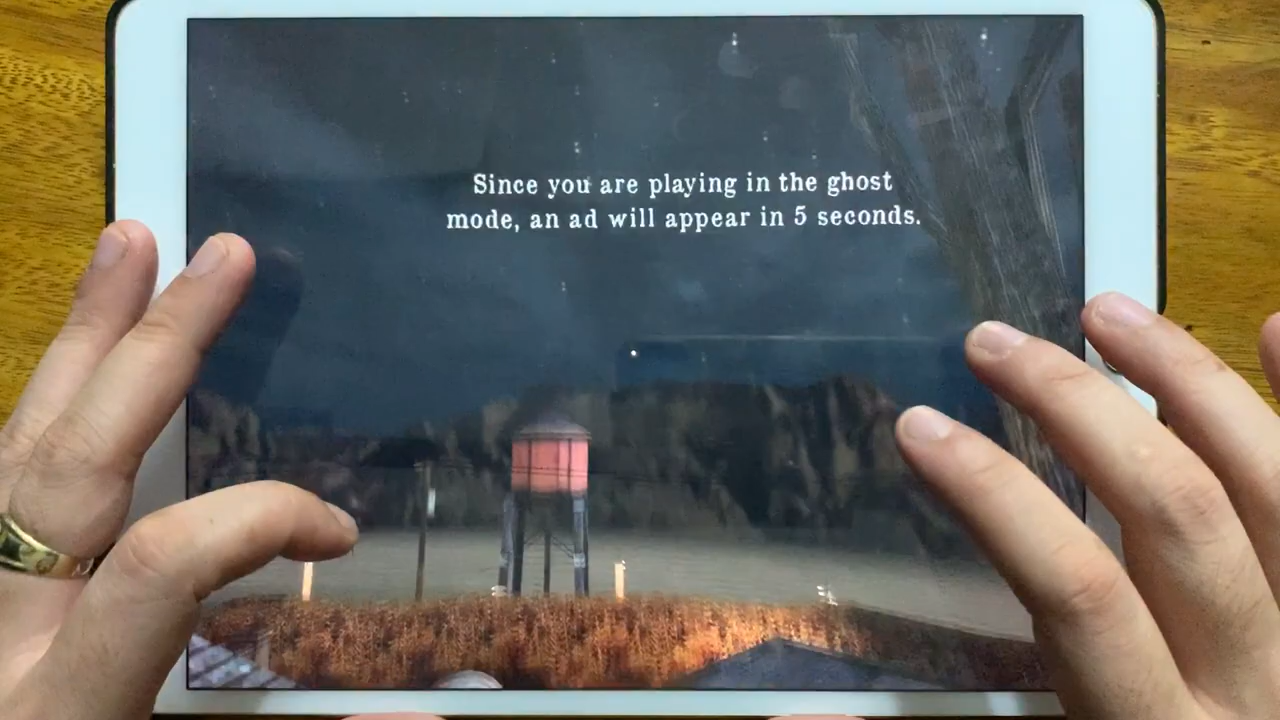 Since you are playing in the ghost
mode, an ad will appear in 5 seconds.